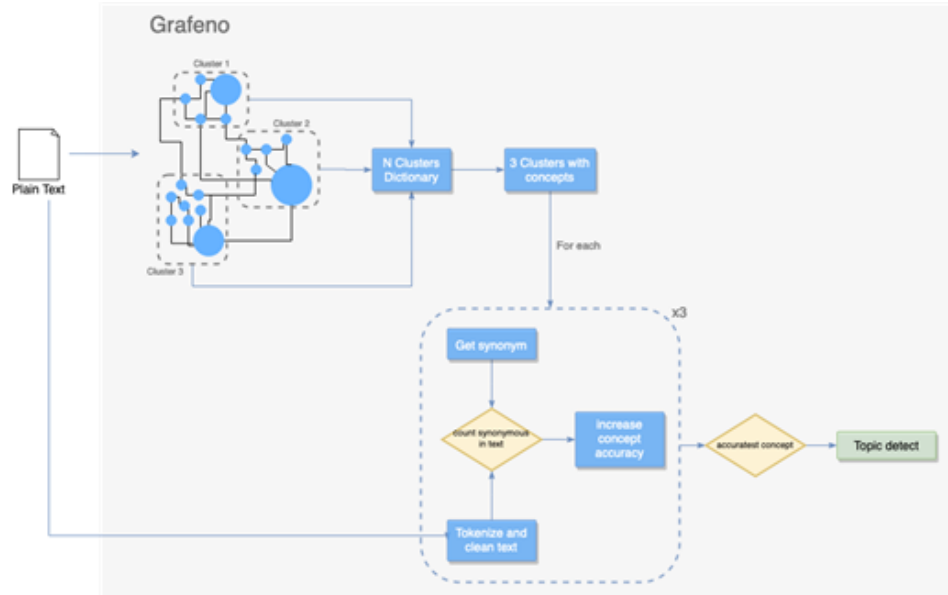 Grafeno
Cluster 1
Cluster 2
Plain Text
N Clusters
Dictionary
3 Clusters with
concepts
Cluster 3
For each
x3
Get synonym
count synonymous
in text
increase
concept
accuracy
accuratest concept
Topic detect
Tokenize and
clean text